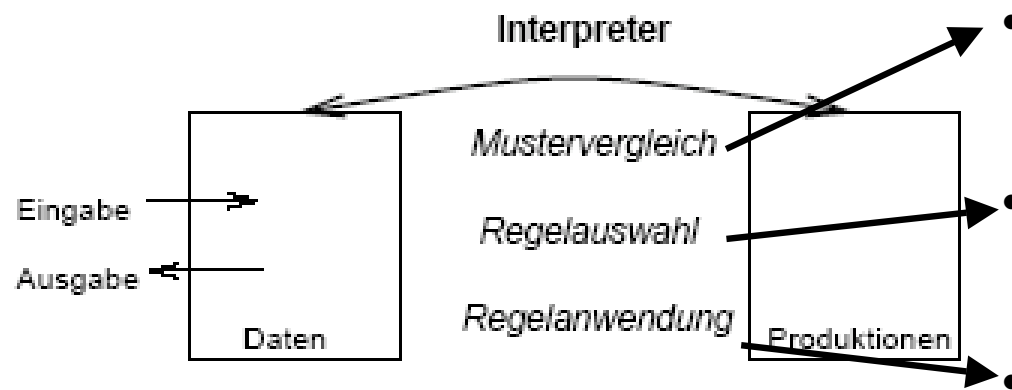 Interpreter
Mustervergleich
Eingabe
Regelauswahl
Ausgabe
Regelanwendung
Daten
Produktionen